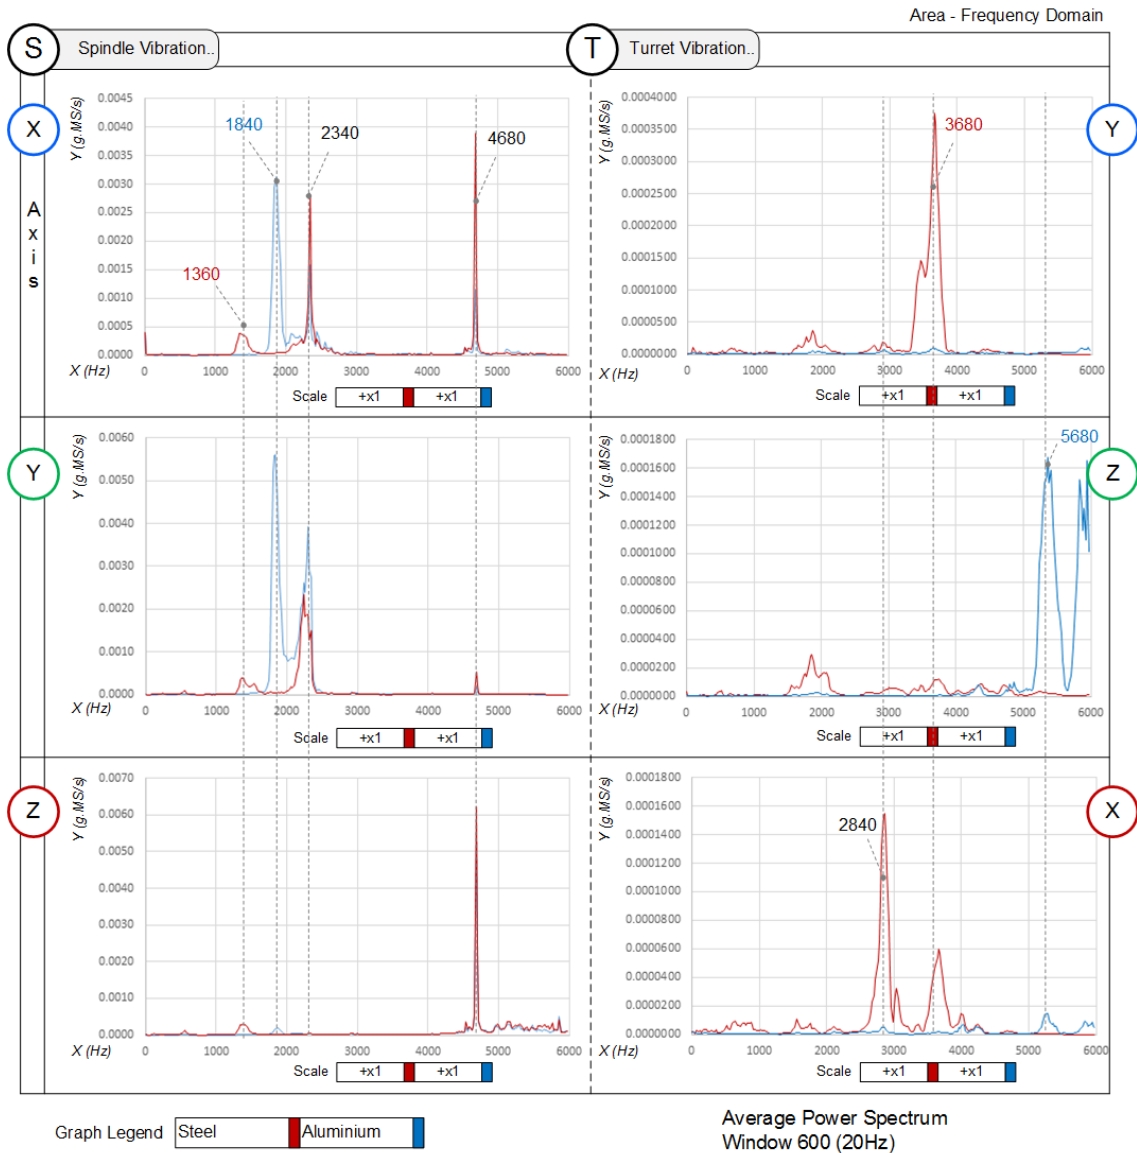 Area - Frequency Domain
S Spindle Vibration..
T Turret Vibration..
X
A
x
i
s
Y (g.MS/s)
0.0045
0.0040
0.0035
0.0030
0.0025
0.0020
0.0015
0.0010
0.0005
0.0000
1840
2340
4680
1360
0 1000 2000 3000 4000 5000 6000
X (Hz)
Scale +x1 +x1
Y
Y (g.MS/s)
0.0004000
0.0003500
0.0003000
0.0002500
0.0002000
0.0001500
0.0001000
0.0000500
0.0000000
3680
0 1000 2000 3000 4000 5000 6000
X (Hz)
Scale +x1 +x1
Y
Y (g.MS/s)
0.0060
0.0050
0.0040
0.0030
0.0020
0.0010
0.0000
0 1000 2000 3000 4000 5000 6000
X (Hz)
Scale +x1 +x1
Z
Y (g.MS/s)
0.0001800
0.0001600
0.0001400
0.0001200
0.0001000
0.0000800
0.0000600
0.0000400
0.0000200
0.0000000
5680
0 1000 2000 3000 4000 5000 6000
X (Hz)
Scale +x1 +x1
Z
Y (g.MS/s)
0.0070
0.0060
0.0050
0.0040
0.0030
0.0020
0.0010
0.0000
0 1000 2000 3000 4000 5000 6000
X (Hz)
Scale +x1 +x1
X
Y (g.MS/s)
0.0001800
0.0001600
0.0001400
0.0001200
0.0001000
0.0000800
0.0000600
0.0000400
0.0000200
0.0000000
2840
0 1000 2000 3000 4000 5000 6000
X (Hz)
Scale +x1 +x1
Graph Legend Steel Aluminium
Average Power Spectrum
Window 600 (20Hz)